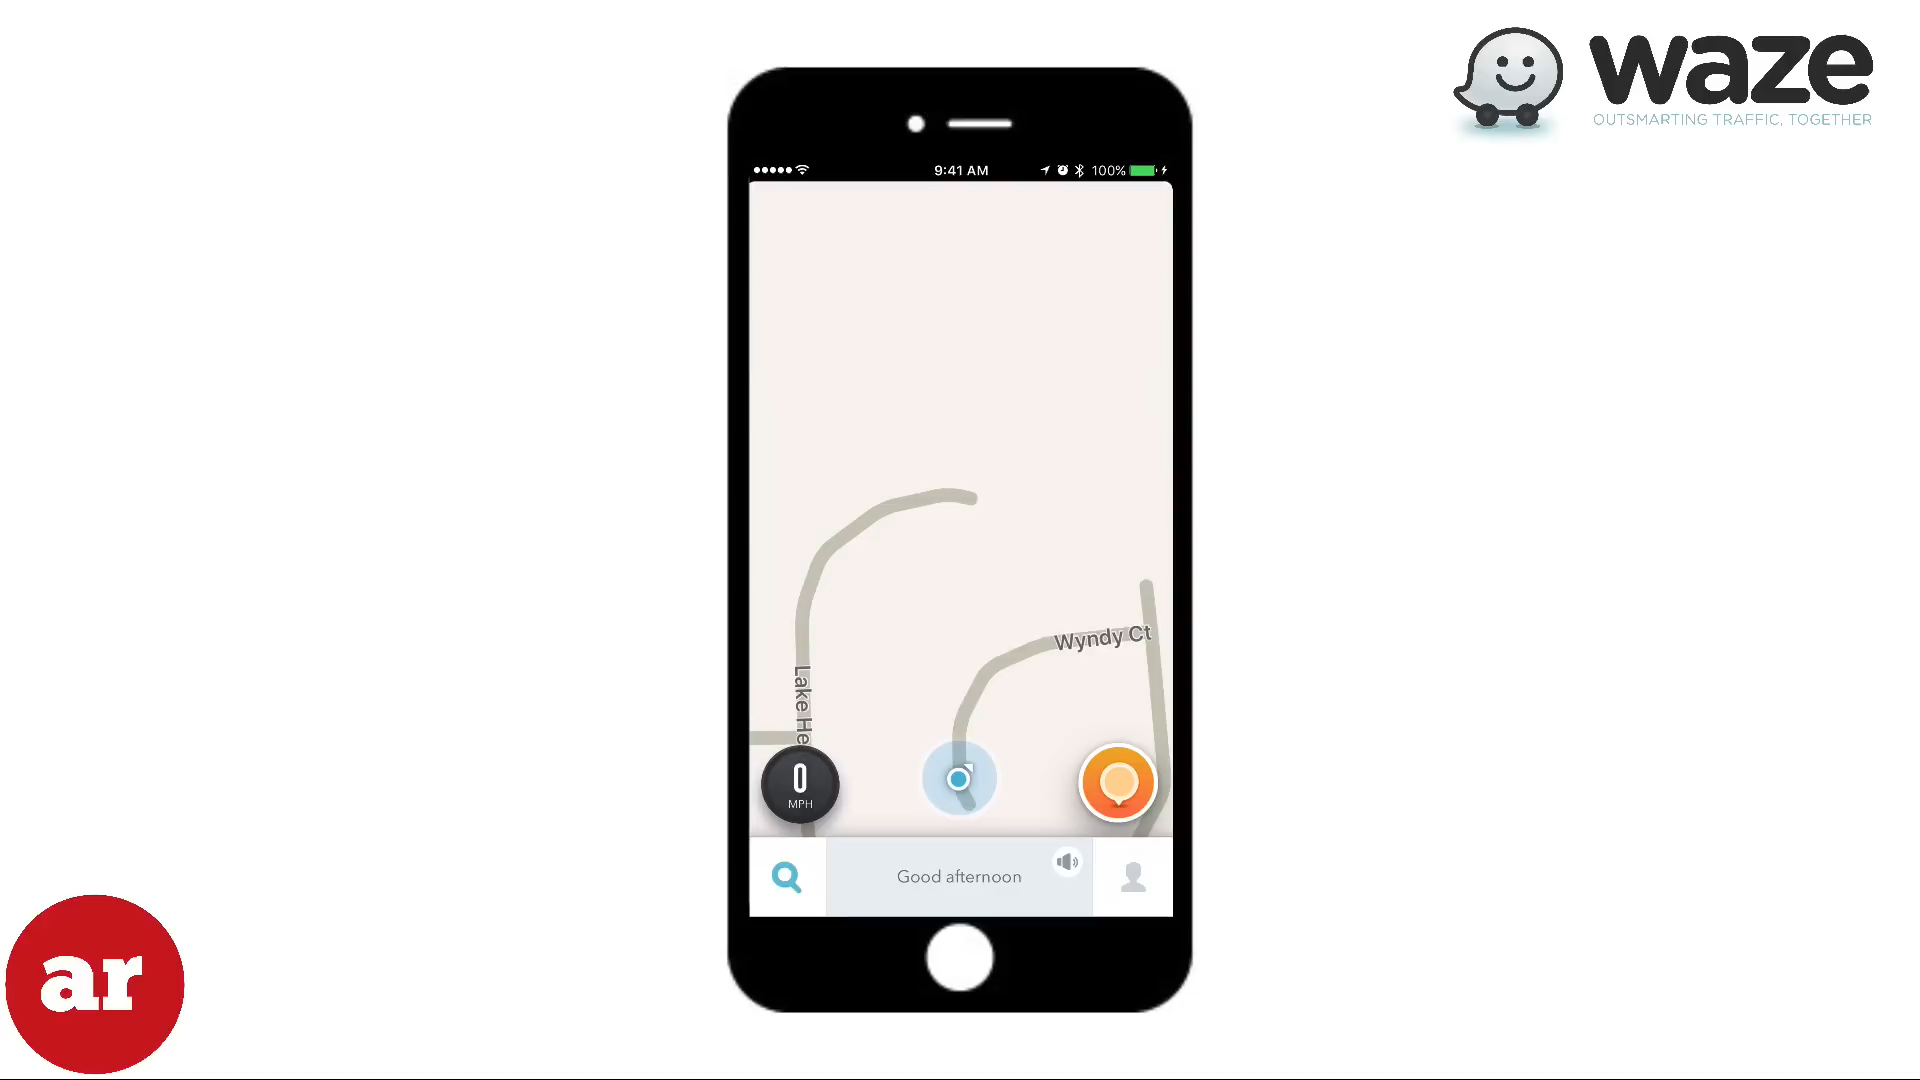 waze
OUTSMARTING TRAFFIC, TOGETHER
9:41 AM
100%
Wyndy Ct
Lake He
0
MPH
Good afternoon
ar